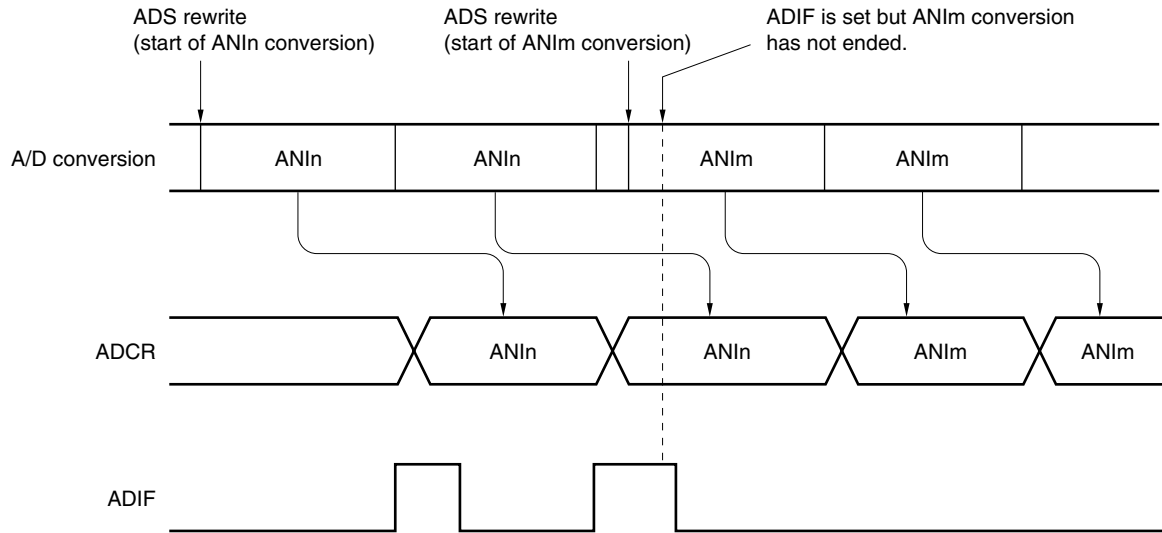 ADS rewrite
(start of ANIn conversion)
ADS rewrite
(start of ANIm conversion)
ADIF is set but ANIm conversion
has not ended.
A/D conversion
ANIn
ANIn
ANIm
ANIm
ADCR
ANIn
ANIn
ANIm
ANIm
ADIF